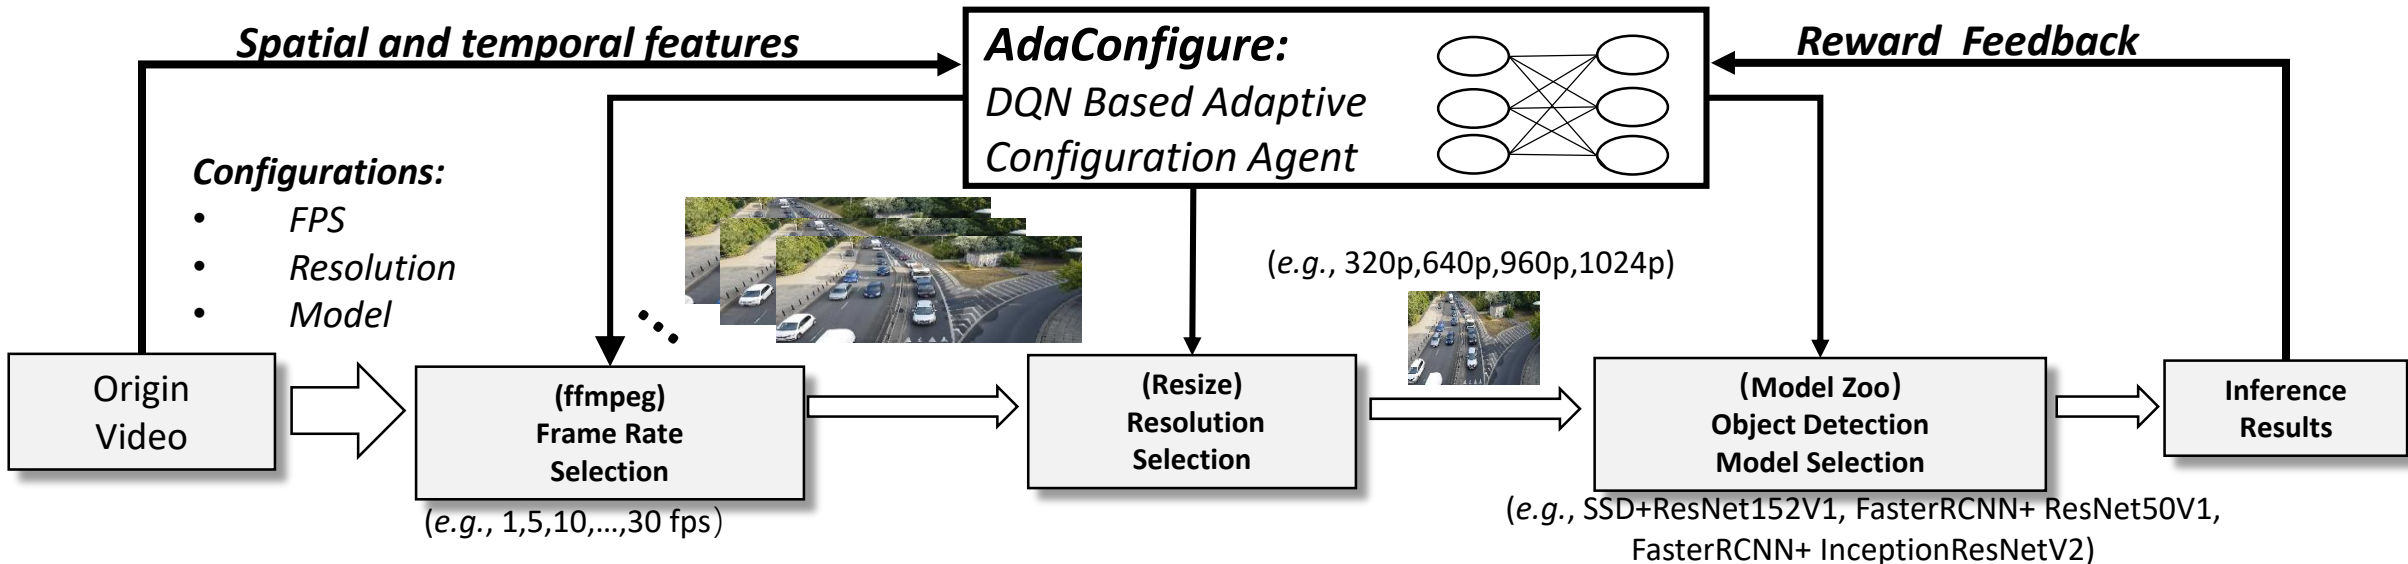 Spatial and temporal features
AdaConfigure:
DQN Based Adaptive
Configuration Agent
Reward Feedback
Configurations:
• FPS
• Resolution
• Model
(e.g., 320p,640p,960p,1024p)
Origin
Video
(ffmpeg)
Frame Rate
Selection
(e.g., 1,5,10,...,30 fps）
(Resize)
Resolution
Selection
（Model Zoo）
Object Detection
Model Selection
(e.g., SSD+ResNet152V1, FasterRCNN+ ResNet50V1,
FasterRCNN+ InceptionResNetV2)
Inference
Results